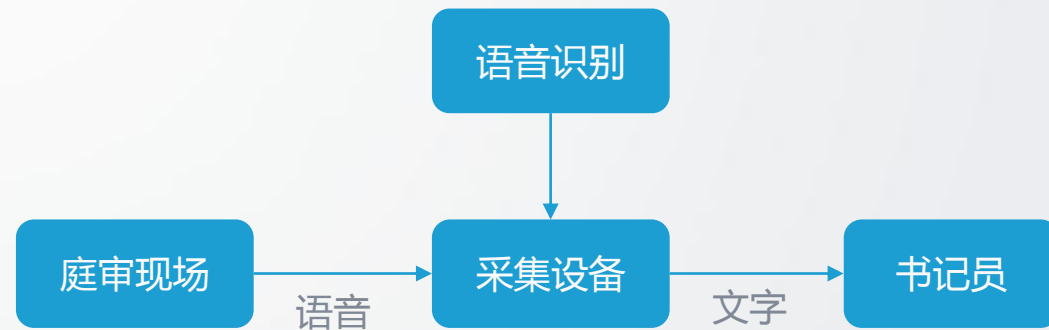 语音识别
庭审现场
语音
采集设备
文字
书记员